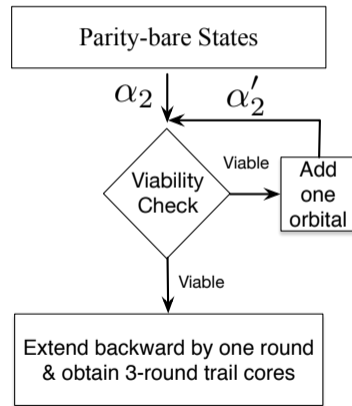 Parity-bare States
α₂
α₂′
Viability
Check
Viable
Add
one
orbital
Viable
Extend backward by one round
& obtain 3-round trail cores